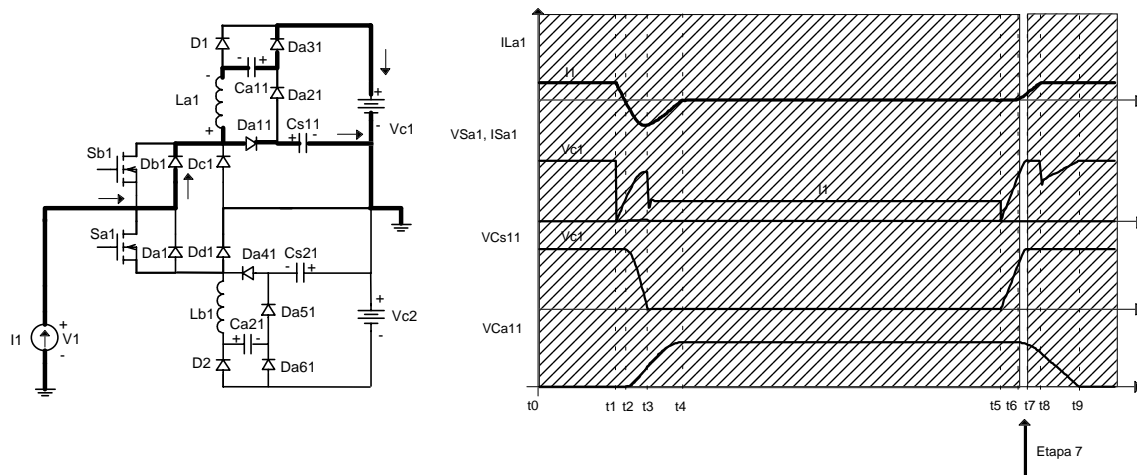 D1
Da31
-
- +
Ca11
La1
Da21
+
Vc1
-
+
Da11
Cs11
+
Sb1
Db1
Dc1
Sa1
Da1
Dd1
Da41
Cs21
- +
Lb1
Da51
Ca21
+ -
+
Vc2
-
I1
+
V1
-
D2
Da61
ILa1
I1
VSa1, ISa1
Vc1
I1
VCs11
Vc1
VCa11
t0
t1
t2
t3
t4
t5
t6
t7
t8
t9
Etapa 7